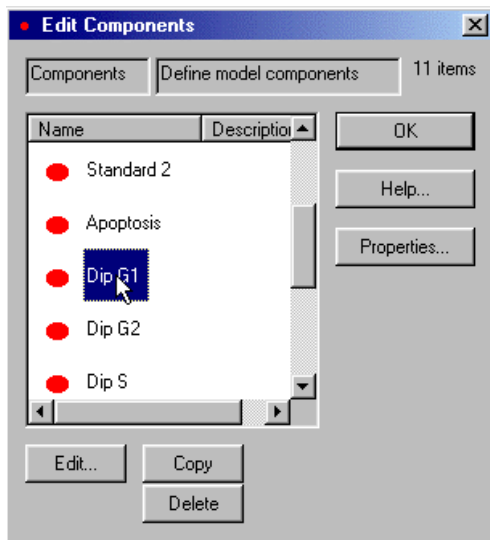 Edit Components
Components
Define model components
11 items
Name
Description
Standard 2
Apoptosis
Dip G1
Dip G2
Dip S
OK
Help...
Properties...
Edit...
Copy
Delete